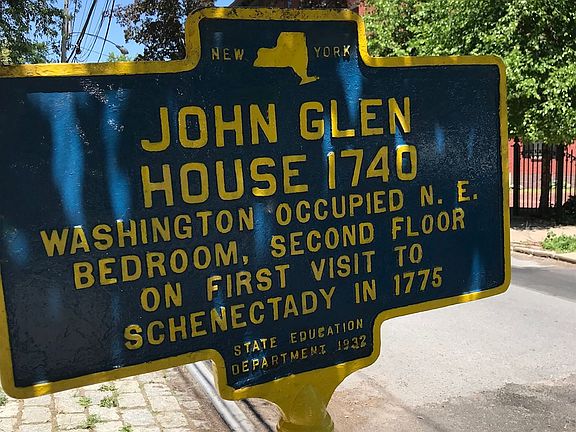 NEW YORK
JOHN GLEN
HOUSE 1740
WASHINGTON OCCUPIED N. E.
BEDROOM, SECOND FLOOR
ON FIRST VISIT TO
SCHENECTADY IN 1775
STATE EDUCATION
DEPARTMENT 1932